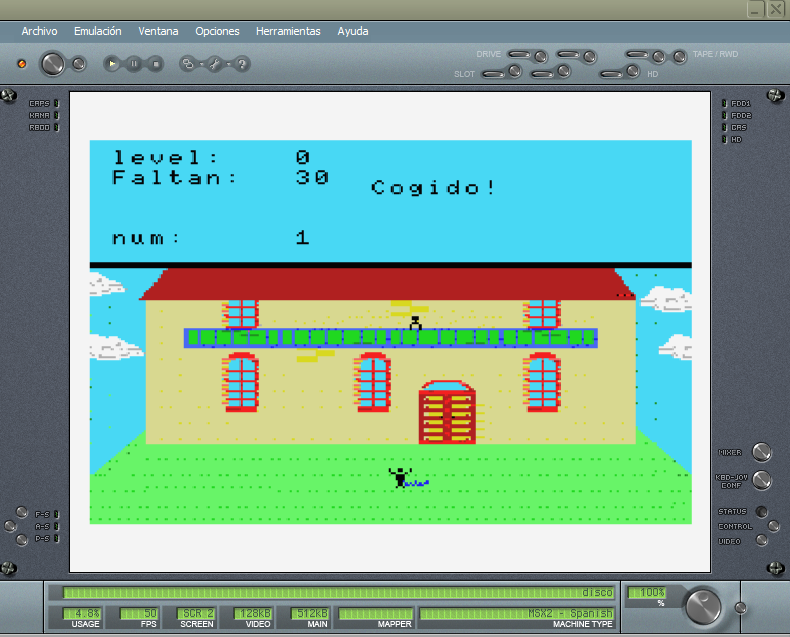 Archivo Emulación Ventana Opciones Herramientas Ayuda
DRIVE TAPE / RWD
SLOT HD
CAPS
KANA
FDD1
FDD2
CAS
HD
level: 0
Faltan: 30
Cogido!
num: 1
MIXER
KBD-JOY
CONF
STATUS
CONTROL
VIDEO
F-S
A-S
P-S
disco
4.8% 50 SCR 2 128kB 512kB MSX2 - Spanish
USAGE FPS SCREEN VIDEO MAIN MAPPER MACHINE TYPE
100%
%